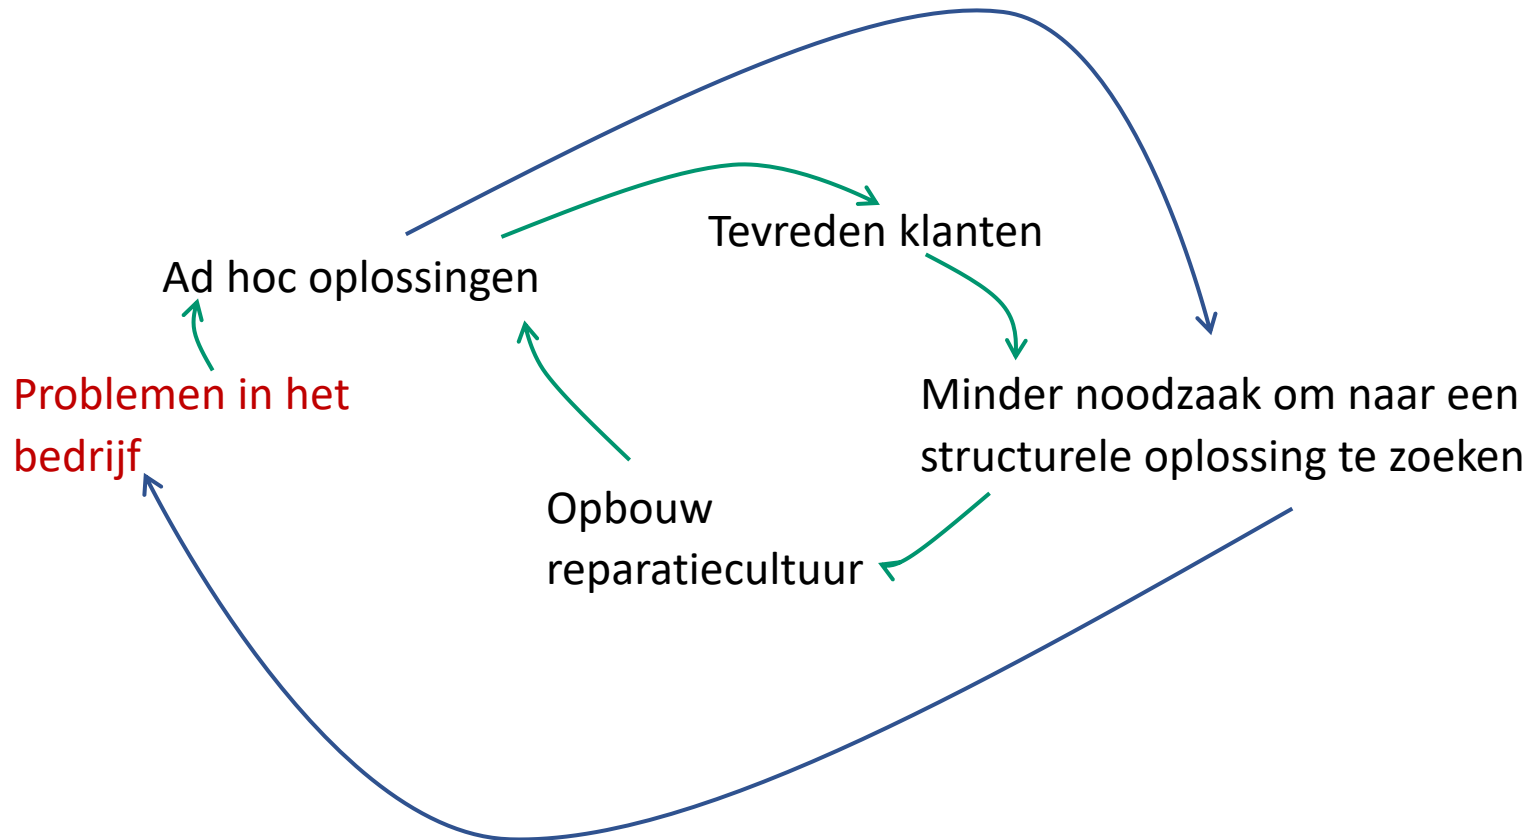 Tevreden klanten
Ad hoc oplossingen
Problemen in het
bedrijf
Minder noodzaak om naar een
structurele oplossing te zoeken
Opbouw
reparatiecultuur